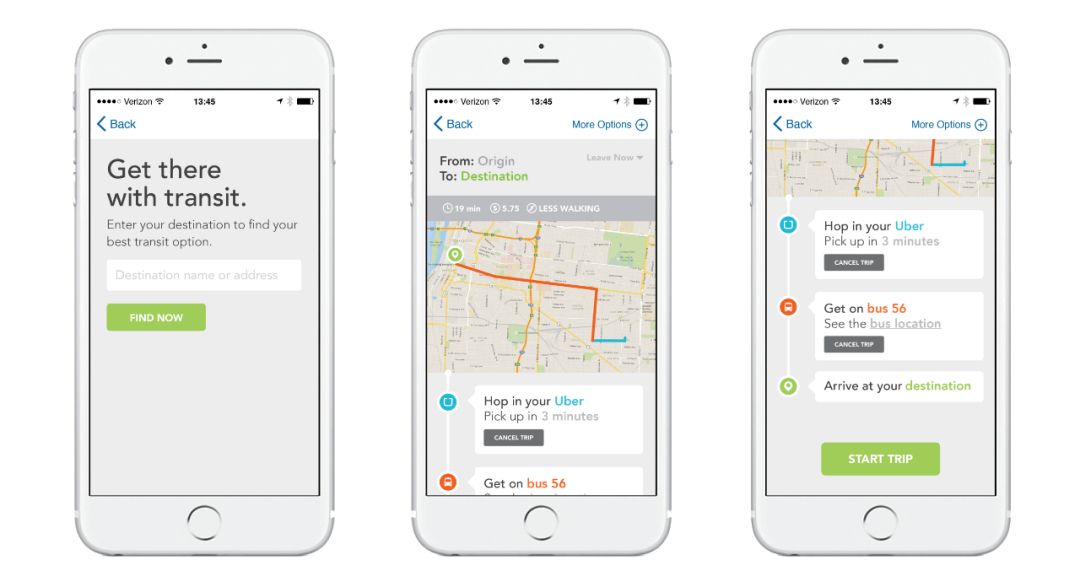 Verizon 13:45
Back
Get there
with transit.
Enter your destination to find your
best transit option.
Destination name or address
FIND NOW
Verizon 13:45
Back More Options
From: Origin Leave Now
To: Destination
19 min 5.75 LESS WALKING
Hop in your Uber
Pick up in 3 minutes
CANCEL TRIP
Get on bus 56
Verizon 13:45
Back More Options
Hop in your Uber
Pick up in 3 minutes
CANCEL TRIP
Get on bus 56
See the bus location
CANCEL TRIP
Arrive at your destination
START TRIP